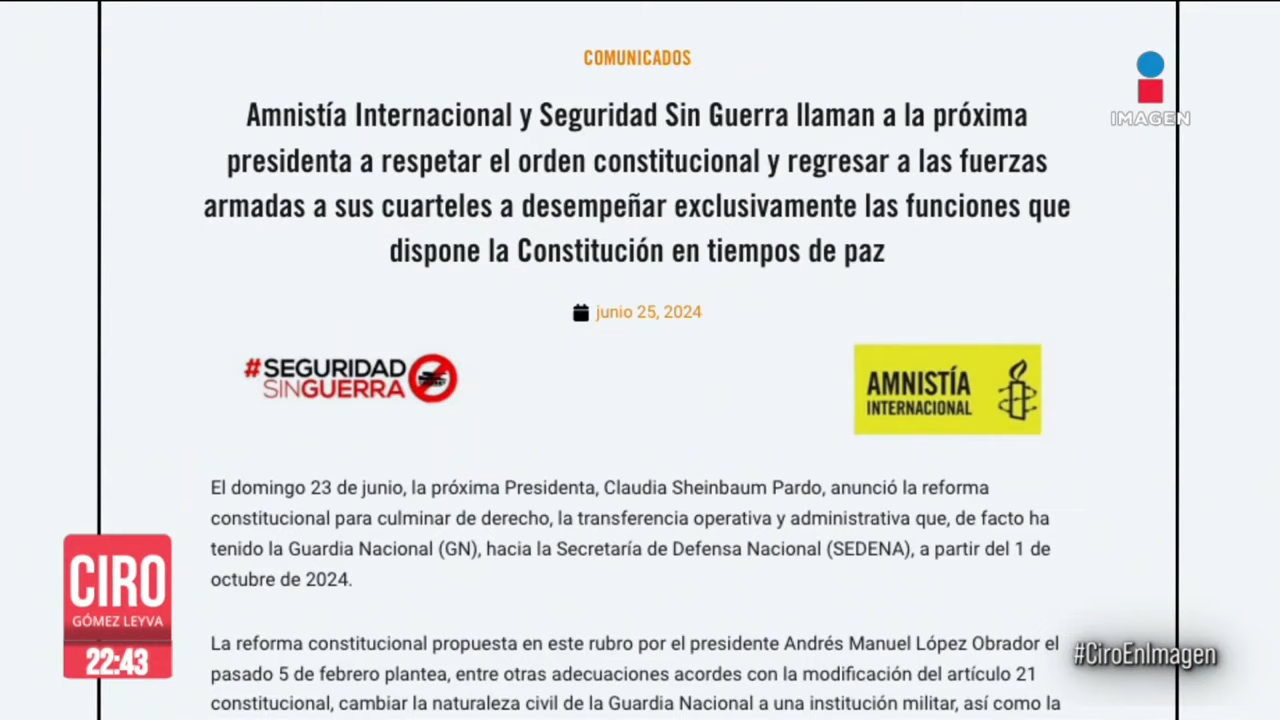 COMUNICADOS
Amnistía Internacional y Seguridad Sin Guerra llaman a la próxima
presidenta a respetar el orden constitucional y regresar a las fuerzas
armadas a sus cuarteles a desempeñar exclusivamente las funciones que
dispone la Constitución en tiempos de paz
IMAGEN
junio 25, 2024
#SEGURIDAD
SINGUERRA
AMNISTÍA
INTERNACIONAL
El domingo 23 de junio, la próxima Presidenta, Claudia Sheinbaum Pardo, anunció la reforma
constitucional para culminar de derecho, la transferencia operativa y administrativa que, de facto ha
tenido la Guardia Nacional (GN), hacia la Secretaría de Defensa Nacional (SEDENA), a partir del 1 de
octubre de 2024.
La reforma constitucional propuesta en este rubro por el presidente Andrés Manuel López Obrador el
pasado 5 de febrero plantea, entre otras adecuaciones acordes con la modificación del artículo 21
constitucional, cambiar la naturaleza civil de la Guardia Nacional a una institución militar, así como la
CIRO
GÓMEZ LEYVA
22:43
#CiroEnImagen